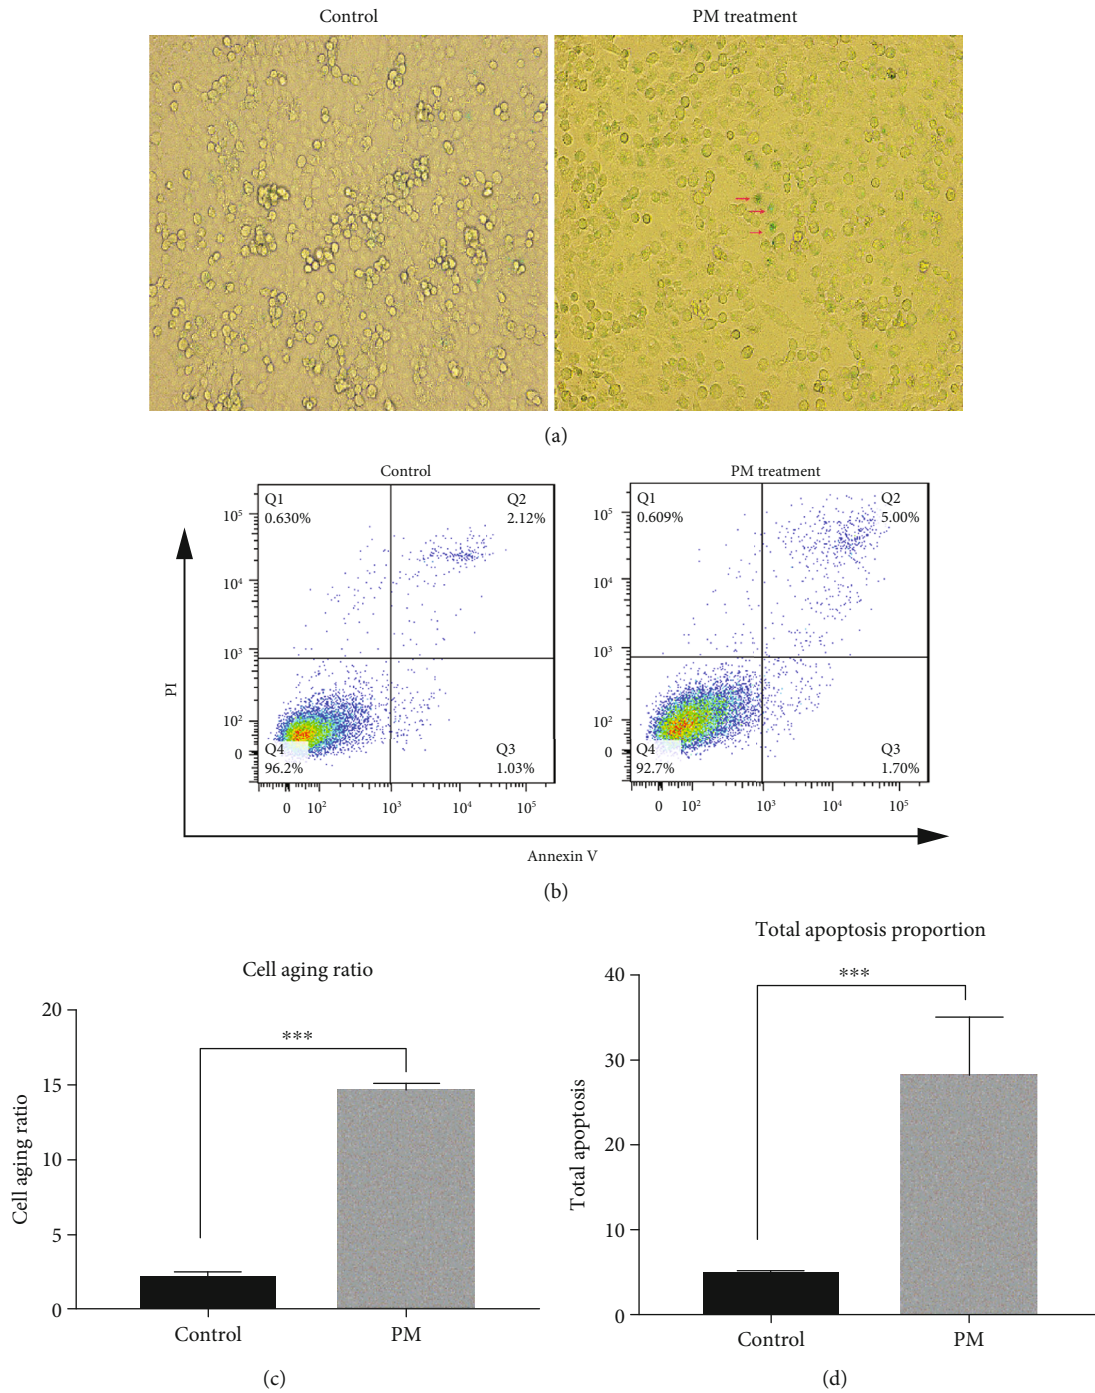 Control
PM treatment
(a)
Control
PM treatment
Q1
0.630%
Q2
2.12%
Q4
96.2%
Q3
1.03%
10⁵
10⁴
10³
10²
0
0 10² 10³ 10⁴ 10⁵
Q1
0.609%
Q2
5.00%
Q4
92.7%
Q3
1.70%
10⁵
10⁴
10³
10²
0
0 10² 10³ 10⁴ 10⁵
PI
Annexin V
(b)
Cell aging ratio
***
20
15
10
5
0
Cell aging ratio
Control PM
(c)
Total apoptosis proportion
***
40
30
20
10
0
Total apoptosis
Control PM
(d)